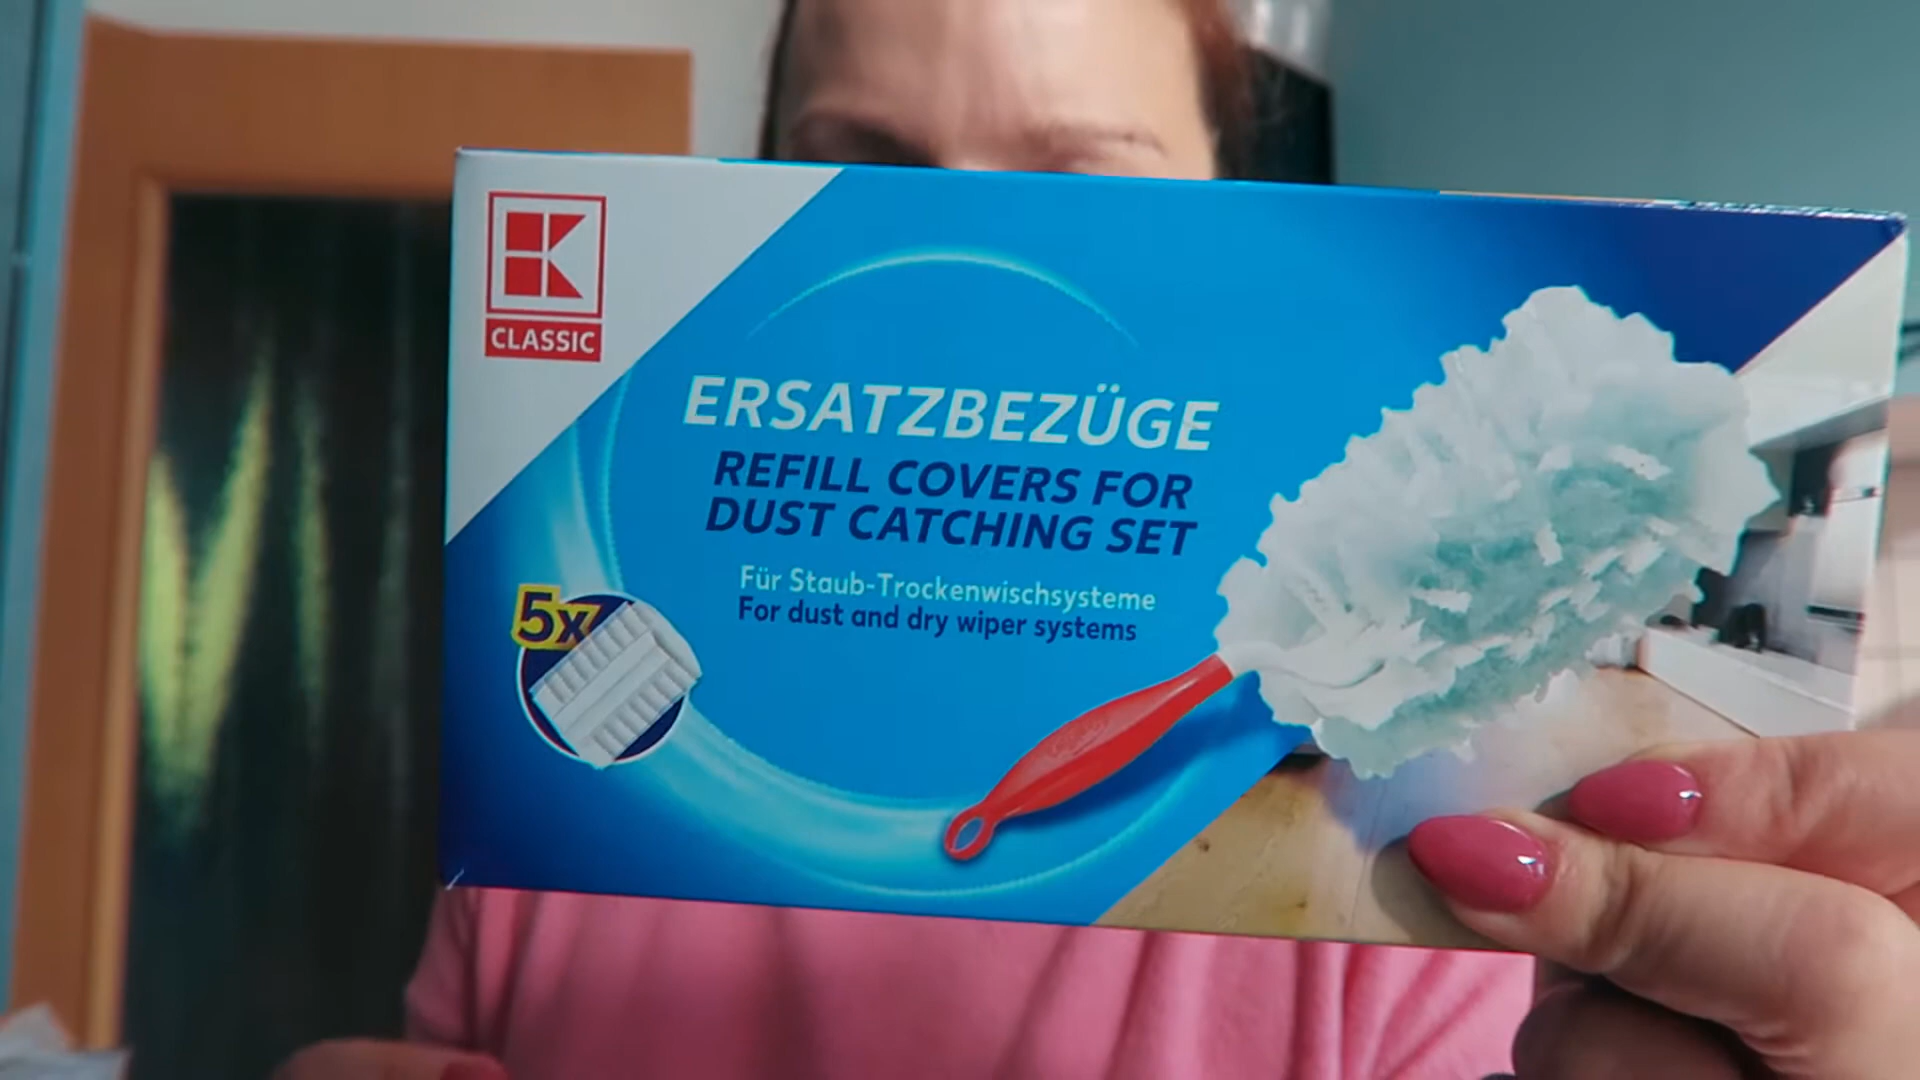 K
CLASSIC
ERSATZBEZÜGE
REFILL COVERS FOR
DUST CATCHING SET
Für Staub-Trockenwischsysteme
For dust and dry wiper systems
5x